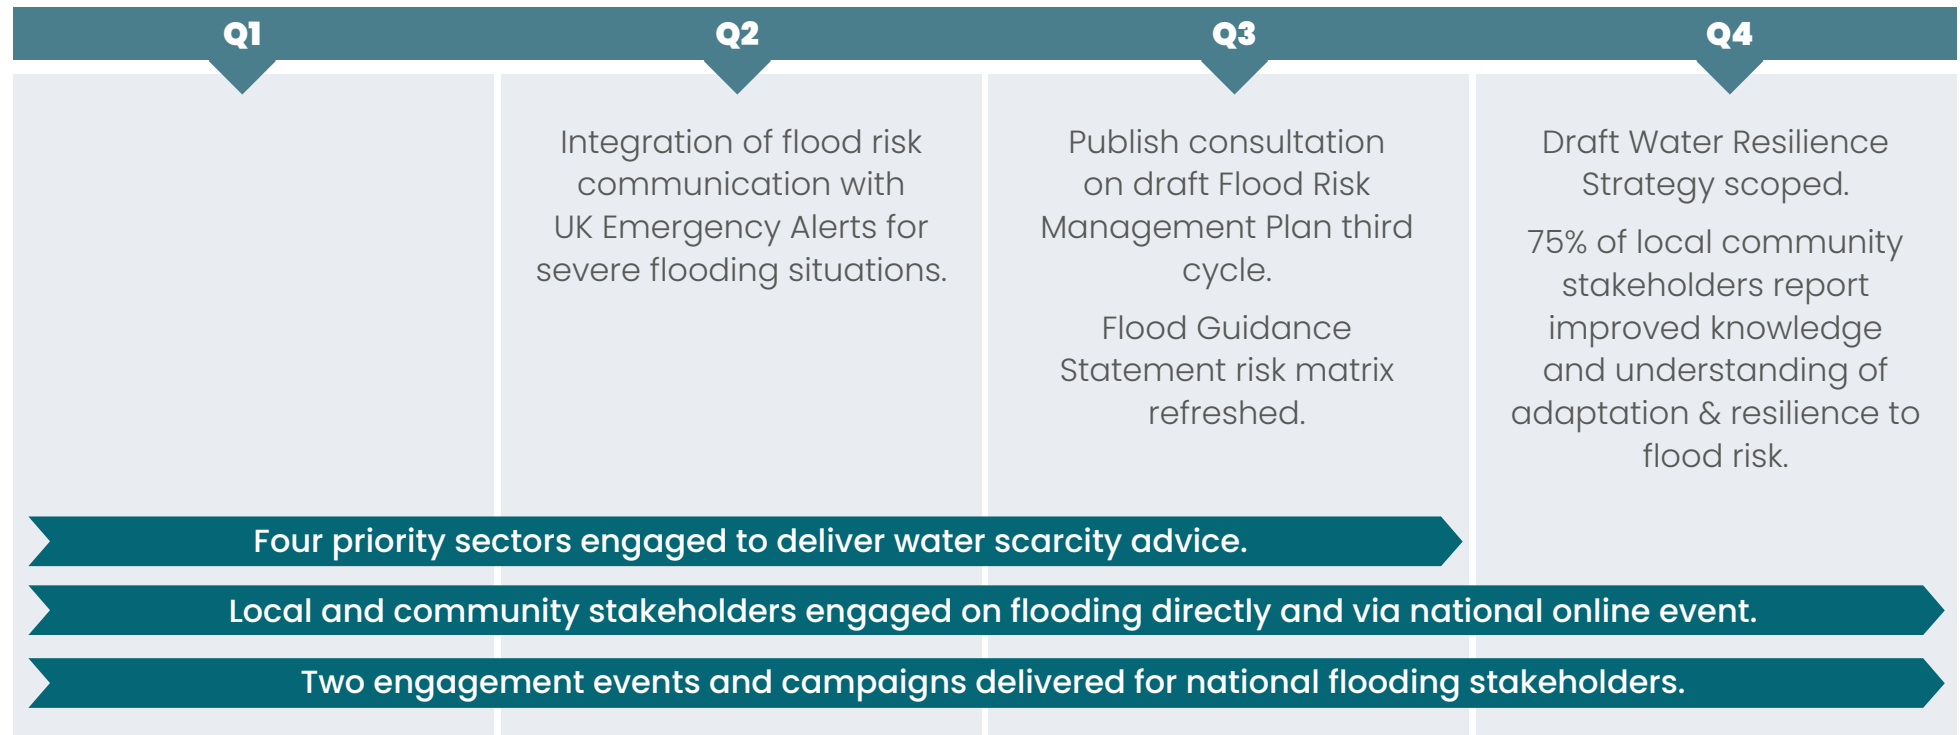 Q1
Q2
Q3
Q4
Integration of flood risk
communication with
UK Emergency Alerts for
severe flooding situations.
Publish consultation
on draft Flood Risk
Management Plan third
cycle.
Flood Guidance
Statement risk matrix
refreshed.
Draft Water Resilience
Strategy scoped.
75% of local community
stakeholders report
improved knowledge
and understanding of
adaptation & resilience to
flood risk.
Four priority sectors engaged to deliver water scarcity advice.
Local and community stakeholders engaged on flooding directly and via national online event.
Two engagement events and campaigns delivered for national flooding stakeholders.